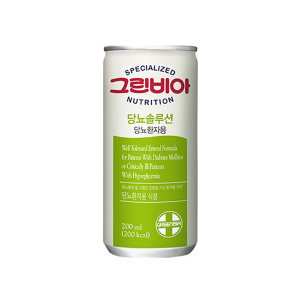 SPECIALIZED
그린비아
NUTRITION
당뇨솔루션
당뇨환자용
Well Tolerated Enteral Formula
for Patients With Diabetes Mellitus
or Critically Ill Patients
With Hyperglycemia
당뇨환자용 식품
200 ml
(200 kcal)
GREENBIA